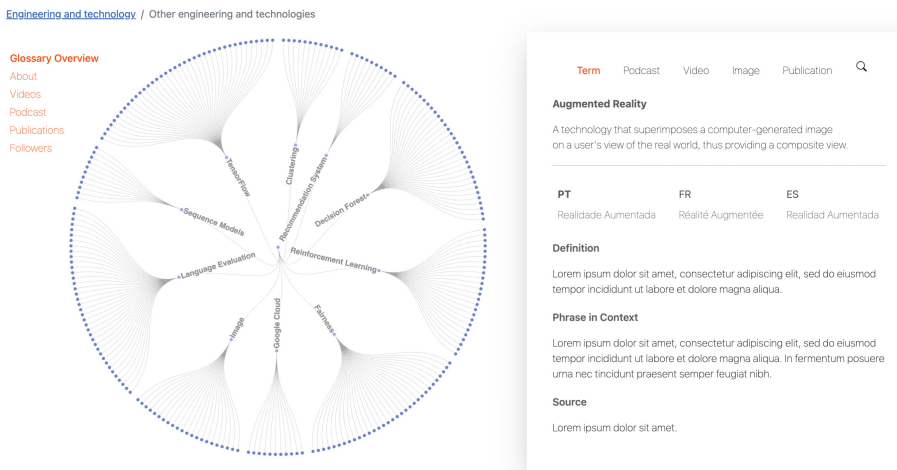 Engineering and technology / Other engineering and technologies
Glossary Overview
About
Videos
Podcast
Publications
Followers
TensorFlow
Clustering
Recommendation System
Decision Forest
Sequence Models
Language Evaluation
Reinforcement Learning
Image
Google Cloud
Fairness
Term Podcast Video Image Publication
Augmented Reality
A technology that superimposes a computer-generated image
on a user's view of the real world, thus providing a composite view.
PT FR ES
Realidade Aumentada Réalité Augmentée Realidad Aumentada
Definition
Lorem ipsum dolor sit amet, consectetur adipiscing elit, sed do eiusmod
tempor incididunt ut labore et dolore magna aliqua.
Phrase in Context
Lorem ipsum dolor sit amet, consectetur adipiscing elit, sed do eiusmod
tempor incididunt ut labore et dolore magna aliqua. In fermentum posuere
urna nec tincidunt praesent semper feugiat nibh.
Source
Lorem ipsum dolor sit amet.